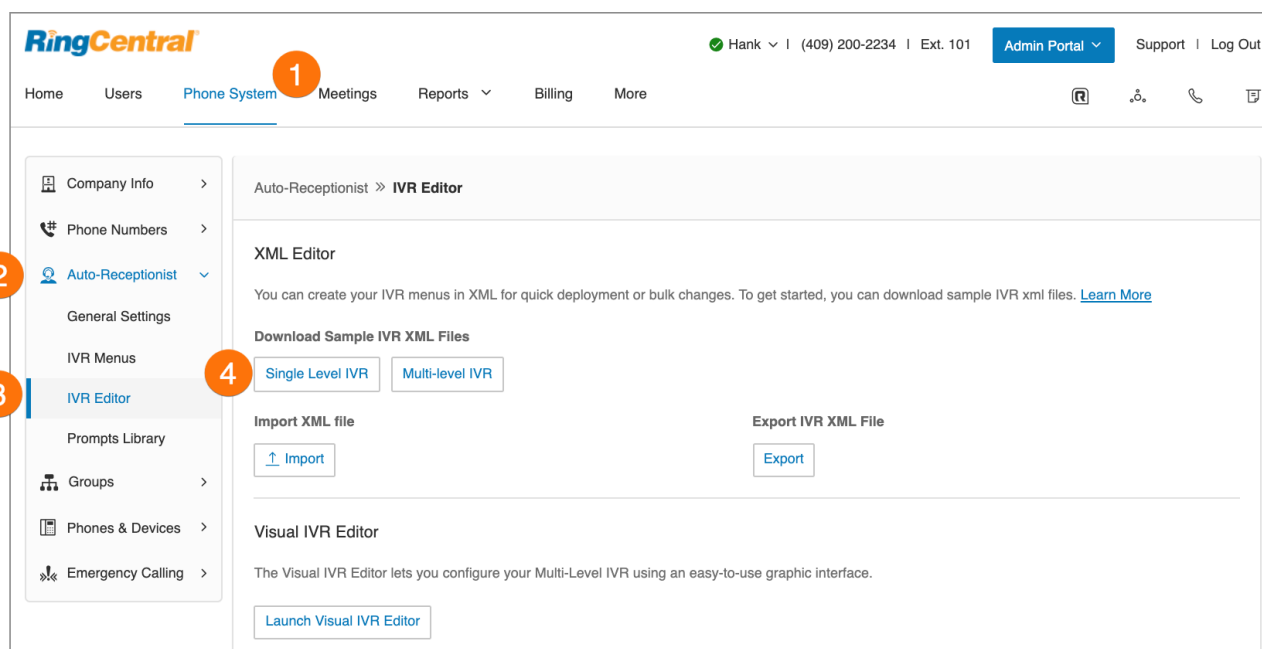 RingCentral®
Hank | (409) 200-2234 | Ext. 101 Admin Portal Support | Log Out
1
Home Users Phone System Meetings Reports Billing More
Company Info
Phone Numbers
2 Auto-Receptionist
General Settings
IVR Menus
3 IVR Editor
Prompts Library
Groups
Phones & Devices
Emergency Calling
Auto-Receptionist » IVR Editor
XML Editor
You can create your IVR menus in XML for quick deployment or bulk changes. To get started, you can download sample IVR xml files. Learn More
Download Sample IVR XML Files
4 Single Level IVR Multi-level IVR
Import XML file Export IVR XML File
Import Export
Visual IVR Editor
The Visual IVR Editor lets you configure your Multi-Level IVR using an easy-to-use graphic interface.
Launch Visual IVR Editor